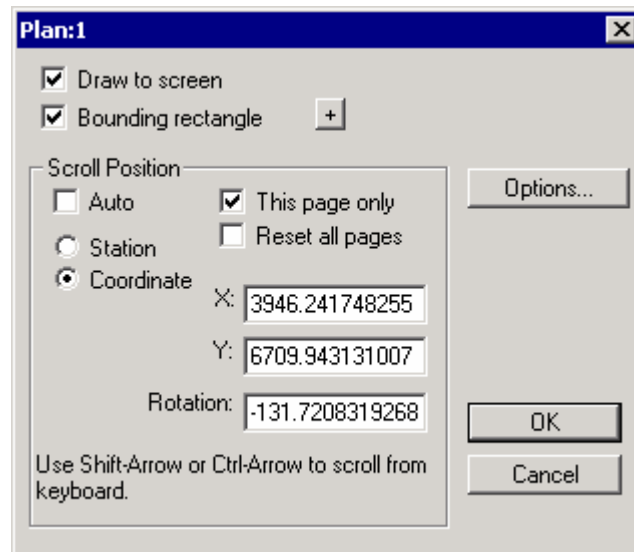 Plan:1
Draw to screen
Bounding rectangle +
Scroll Position
Auto
This page only
Reset all pages
Station
Coordinate
X: 3946.241748255
Y: 6709.943131007
Rotation: -131.7208319268
Use Shift-Arrow or Ctrl-Arrow to scroll from
keyboard.
Options...
OK
Cancel